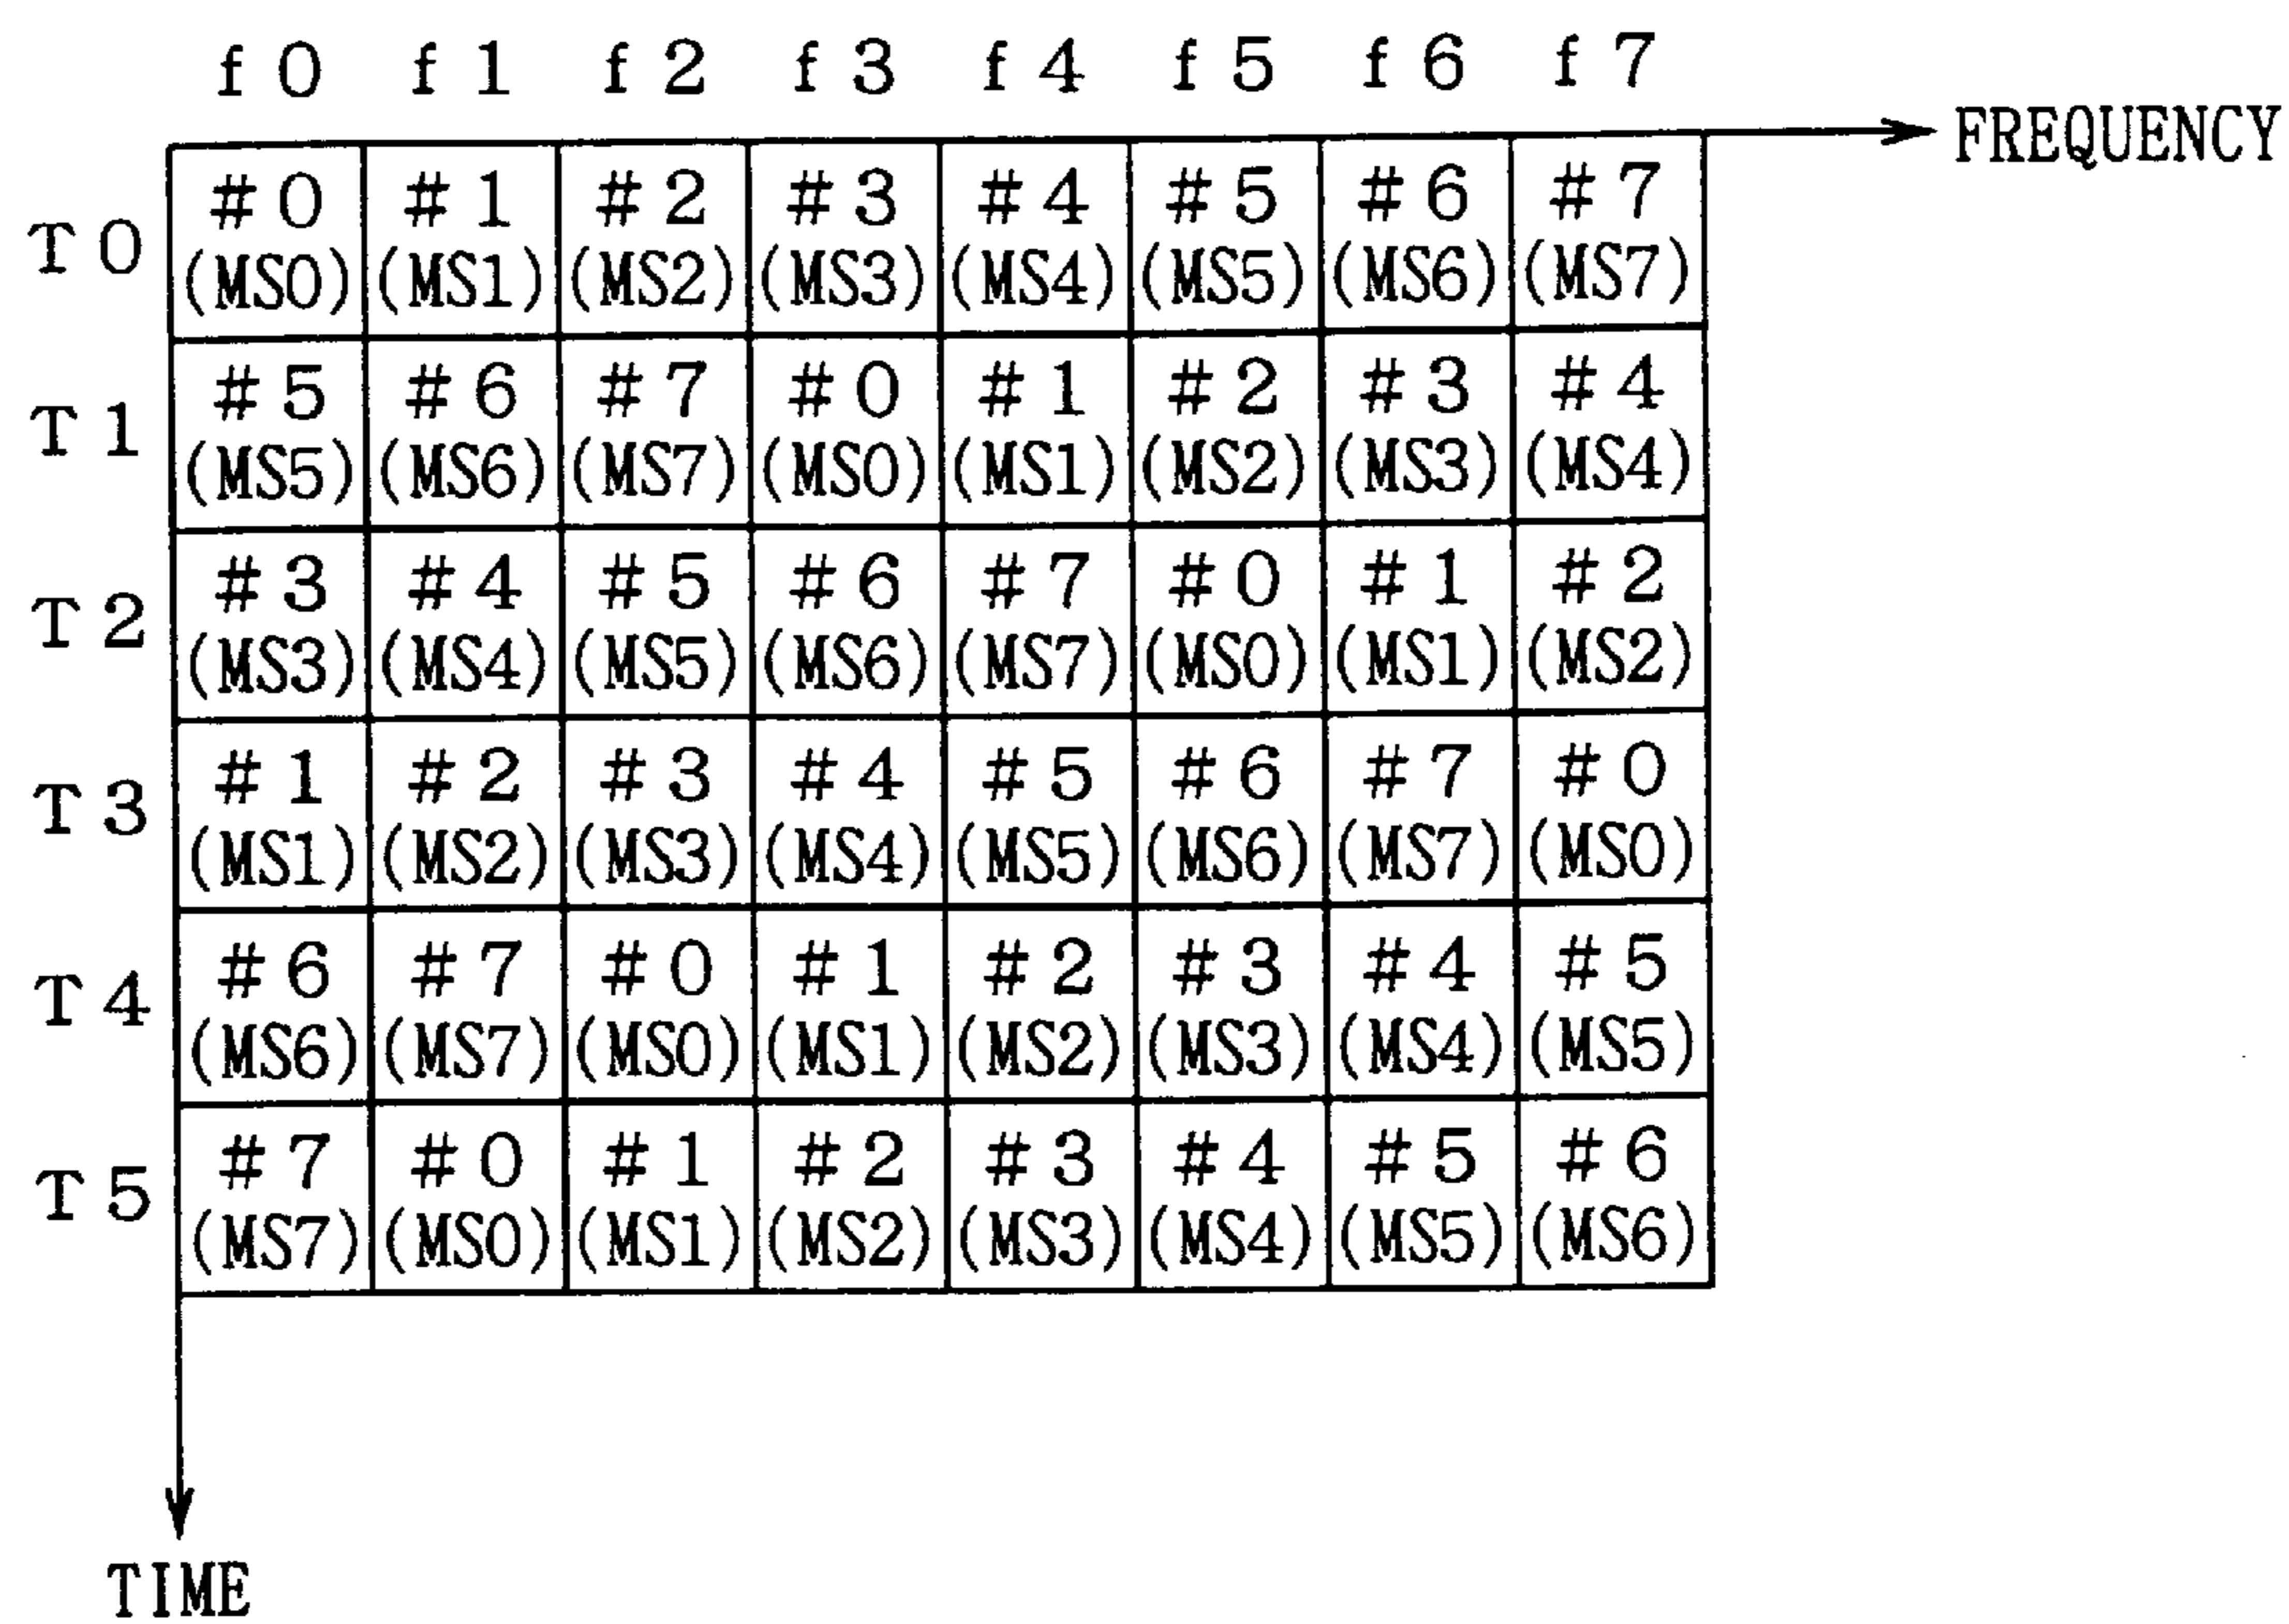 f0 f1 f2 f3 f4 f5 f6 f7
FREQUENCY
T0 #0 #1 #2 #3 #4 #5 #6 #7
(MS0) (MS1) (MS2) (MS3) (MS4) (MS5) (MS6) (MS7)
T1 #5 #6 #7 #0 #1 #2 #3 #4
(MS5) (MS6) (MS7) (MS0) (MS1) (MS2) (MS3) (MS4)
T2 #3 #4 #5 #6 #7 #0 #1 #2
(MS3) (MS4) (MS5) (MS6) (MS7) (MS0) (MS1) (MS2)
T3 #1 #2 #3 #4 #5 #6 #7 #0
(MS1) (MS2) (MS3) (MS4) (MS5) (MS6) (MS7) (MS0)
T4 #6 #7 #0 #1 #2 #3 #4 #5
(MS6) (MS7) (MS0) (MS1) (MS2) (MS3) (MS4) (MS5)
T5 #7 #0 #1 #2 #3 #4 #5 #6
(MS7) (MS0) (MS1) (MS2) (MS3) (MS4) (MS5) (MS6)
TIME